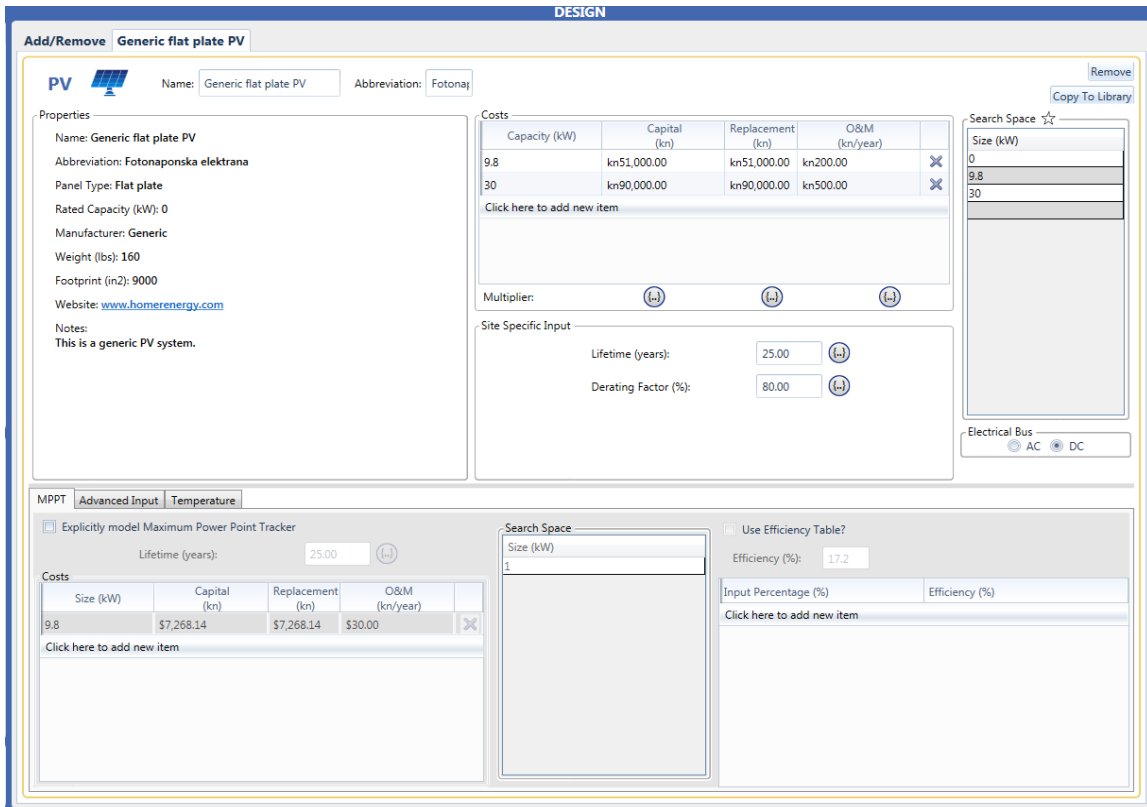 DESIGN
Add/Remove Generic flat plate PV
PV Name: Generic flat plate PV Abbreviation: Fotonap
Remove
Copy To Library
Properties
Name: Generic flat plate PV
Abbreviation: Fotonaponska elektrana
Panel Type: Flat plate
Rated Capacity (kW): 0
Manufacturer: Generic
Weight (lbs): 160
Footprint (in2): 9000
Website: www.homerenergy.com
Notes:
This is a generic PV system.
Costs
Capacity (kW) Capital (kn) Replacement (kn) O&M (kn/year)
9.8 kn51,000.00 kn51,000.00 kn200.00
30 kn90,000.00 kn90,000.00 kn500.00
Click here to add new item
Multiplier: {..} {..} {..}
Site Specific Input
Lifetime (years): 25.00 {..}
Derating Factor (%): 80.00 {..}
Search Space
Size (kW)
0
9.8
30
Electrical Bus
AC DC
MPPT Advanced Input Temperature
Explicitly model Maximum Power Point Tracker
Lifetime (years): 25.00 {..}
Costs
Size (kW) Capital (kn) Replacement (kn) O&M (kn/year)
9.8 $7,268.14 $7,268.14 $30.00
Click here to add new item
Search Space
Size (kW)
1
Use Efficiency Table?
Efficiency (%): 17.2
Input Percentage (%) Efficiency (%)
Click here to add new item